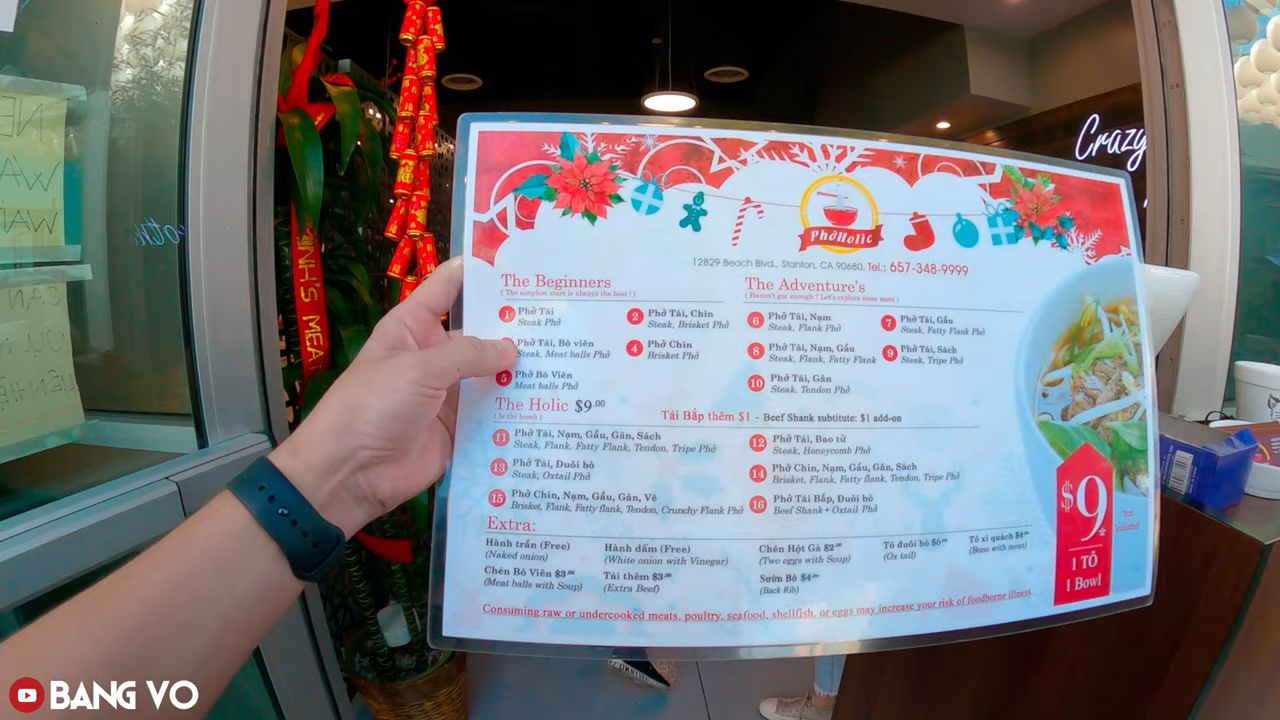 Crazy
PhởHolic
12829 Beach Blvd., Stanton, CA 90680, Tel.: 657-348-9999
The Beginners
( The simplest start is always the best ! )
1 Phở Tái
Steak Phở
2 Phở Tái, Chín
Steak, Brisket Phở
Phở Tái, Bò viên
Steak, Meat balls Phở
4 Phở Chín
Brisket Phở
5 Phở Bò Viên
Meat balls Phở
The Adventure's
( Haven't got enough ? Let's explore some more )
6 Phở Tái, Nạm
Steak, Flank Phở
7 Phở Tái, Gầu
Steak, Fatty Flank Phở
8 Phở Tái, Nạm, Gầu
Steak, Flank, Fatty Flank
9 Phở Tái, Sách
Steak, Tripe Phở
10 Phở Tái, Gân
Steak, Tendon Phở
The Holic $9.00
( Is the bomb )
Tái Bắp thêm $1 - Beef Shank subtitute: $1 add-on
11 Phở Tái, Nạm, Gầu, Gân, Sách
Steak, Flank, Fatty Flank, Tendon, Tripe Phở
12 Phở Tái, Bao tử
Steak, Honeycomb Phở
13 Phở Tái, Đuôi bò
Steak, Oxtail Phở
14 Phở Chín, Nạm, Gầu, Gân, Sách
Brisket, Flank, Fatty flank, Tendon, Tripe Phở
15 Phở Chín, Nạm, Gầu, Gân, Vè
Brisket, Flank, Fatty flank, Tendon, Crunchy Flank Phở
16 Phở Tái Bắp, Đuôi bò
Beef Shank + Oxtail Phở
Extra:
Hành trần (Free)
(Naked onion)
Hành dấm (Free)
(White onion with Vinegar)
Chén Hột Gà $2.00
(Two eggs with Soup)
Tô đuôi bò $6.00
(Ox tail)
Tô xí quách $4.00
(Bone with meat)
Chén Bò Viên $3.00
(Meat balls with Soup)
Tái thêm $3.00
(Extra Beef)
Sườn Bò $4.00
(Back Rib)
$9*
1 TÔ
1 Bowl
*tax
included
Consuming raw or undercooked meats, poultry, seafood, shellfish, or eggs may increase your risk of foodborne illness
INH'S MEA
BANG VO